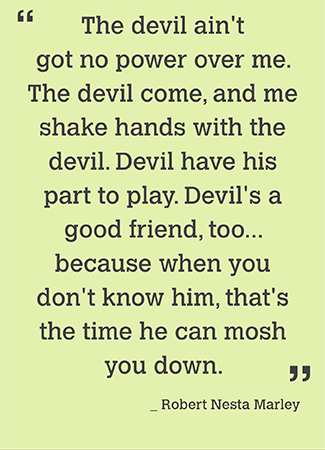 “ The devil ain't
got no power over me.
The devil come, and me
shake hands with the
devil. Devil have his
part to play. Devil's a
good friend, too...
because when you
don't know him, that's
the time he can mosh
you down. ”
_ Robert Nesta Marley